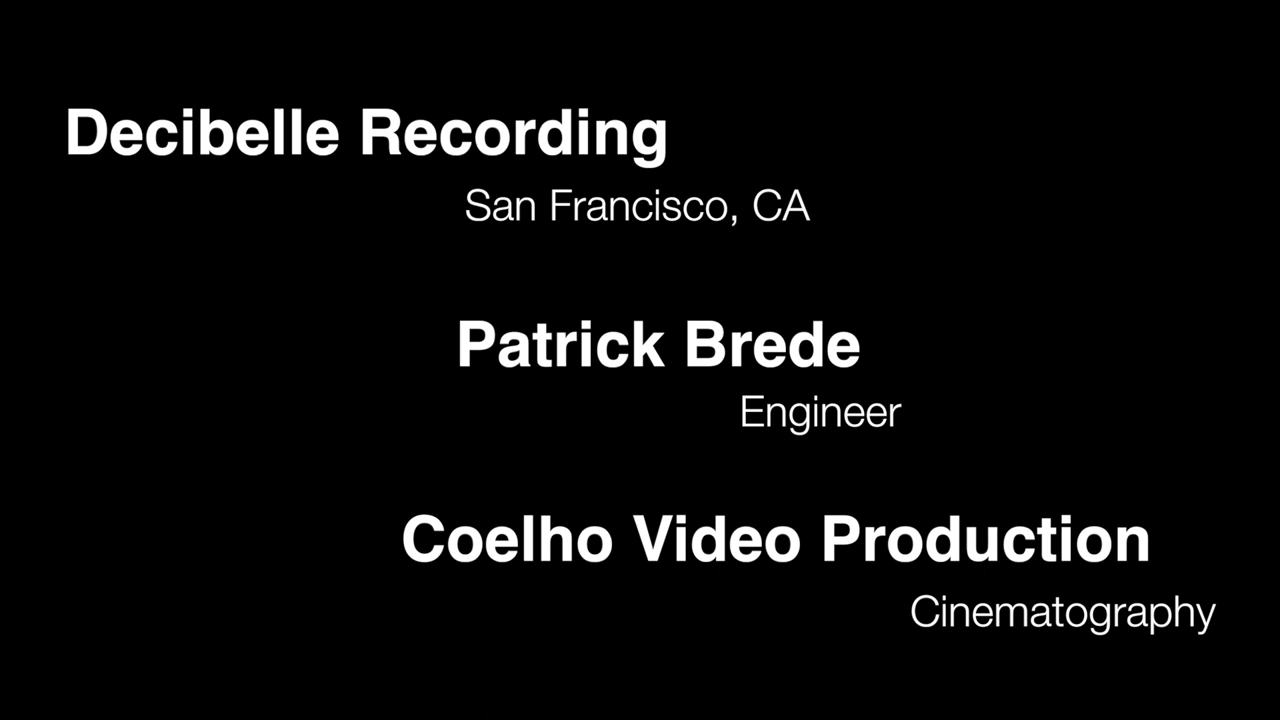 Decibelle Recording
San Francisco, CA
Patrick Brede
Engineer
Coelho Video Production
Cinematography